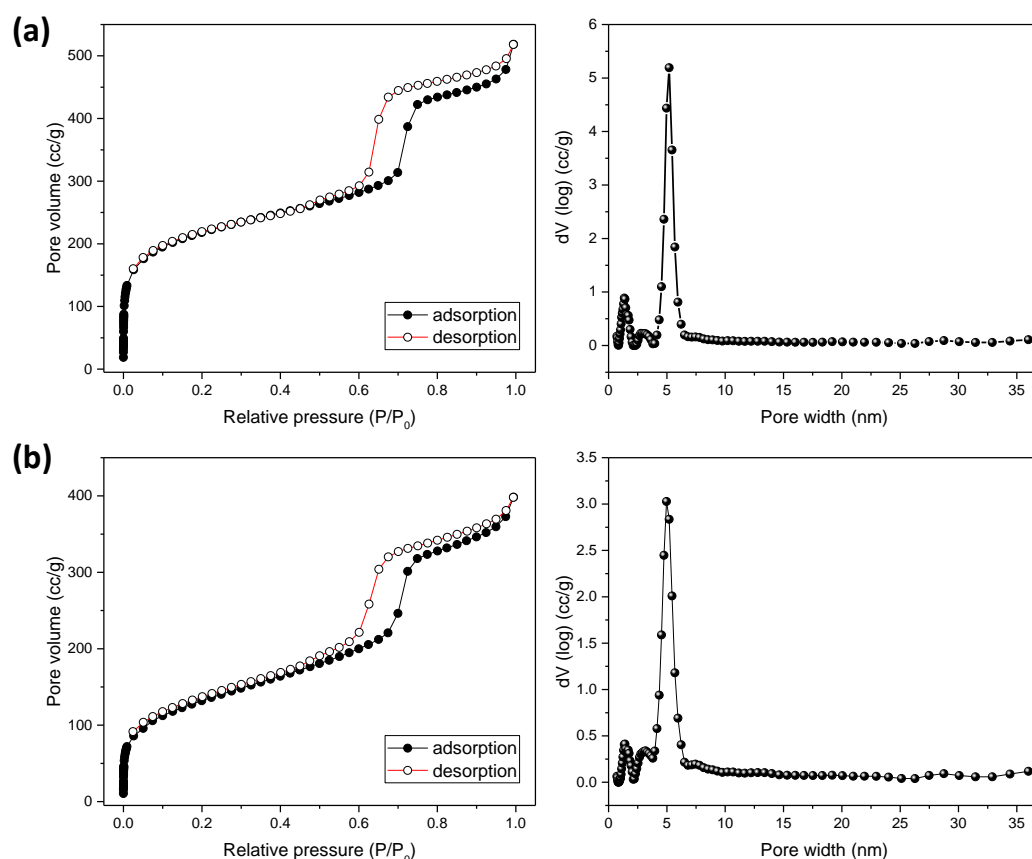 (a)
500
400
300
200
100
0
Pore volume (cc/g)
adsorption
desorption
0.0 0.2 0.4 0.6 0.8 1.0
Relative pressure (P/P₀)
6
5
4
3
2
1
0
dV (log) (cc/g)
0 5 10 15 20 25 30 35
Pore width (nm)
(b)
400
300
200
100
0
Pore volume (cc/g)
adsorption
desorption
0.0 0.2 0.4 0.6 0.8 1.0
Relative pressure (P/P₀)
3.5
3.0
2.5
2.0
1.5
1.0
0.5
0.0
dV (log) (cc/g)
0 5 10 15 20 25 30 35
Pore width (nm)